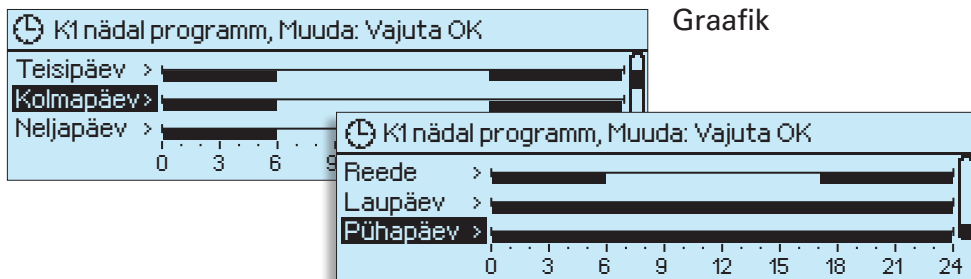 Graafik
K1 nädal programm, Muuda: Vajuta OK
Teisipäev >
Kolmapäev >
Neljapäev >
0 3 6 9
K1 nädal programm, Muuda: Vajuta OK
Reede >
Laupäev >
Pühapäev >
0 3 6 9 12 15 18 21 24